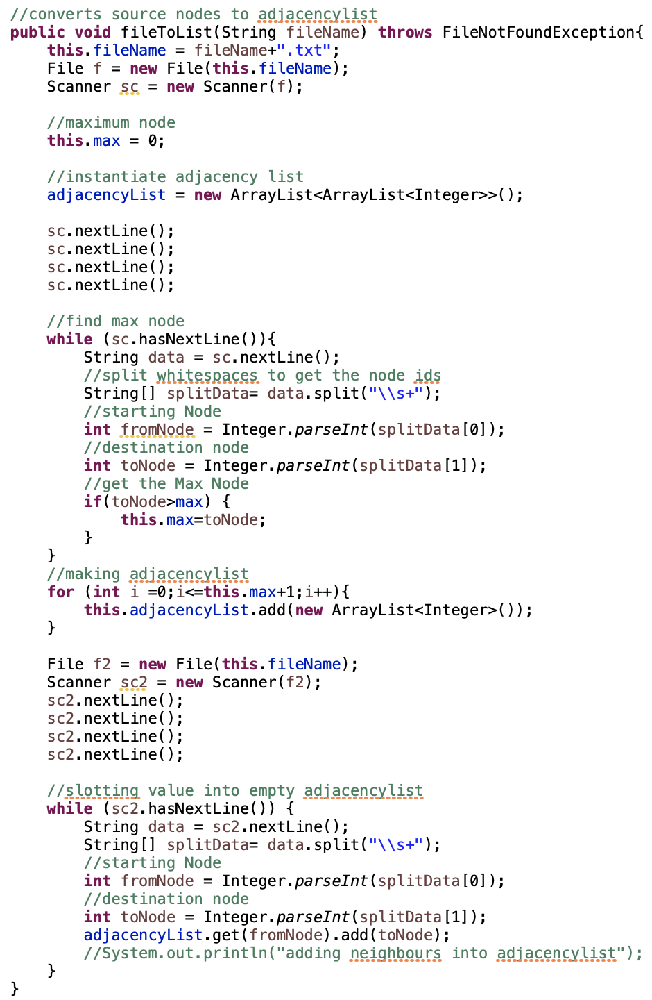 //converts source nodes to adjacencylist
public void fileToList(String fileName) throws FileNotFoundException{
    this.fileName = fileName+".txt";
    File f = new File(this.fileName);
    Scanner sc = new Scanner(f);

    //maximum node
    this.max = 0;

    //instantiate adjacency list
    adjacencyList = new ArrayList<ArrayList<Integer>>();

    sc.nextLine();
    sc.nextLine();
    sc.nextLine();
    sc.nextLine();

    //find max node
    while (sc.hasNextLine()){
        String data = sc.nextLine();
        //split whitespaces to get the node ids
        String[] splitData= data.split("\\s+");
        //starting Node
        int fromNode = Integer.parseInt(splitData[0]);
        //destination node
        int toNode = Integer.parseInt(splitData[1]);
        //get the Max Node
        if(toNode>max) {
            this.max=toNode;
        }
    }
    //making adjacencylist
    for (int i =0;i<=this.max+1;i++){
        this.adjacencyList.add(new ArrayList<Integer>());
    }

    File f2 = new File(this.fileName);
    Scanner sc2 = new Scanner(f2);
    sc2.nextLine();
    sc2.nextLine();
    sc2.nextLine();
    sc2.nextLine();

    //slotting value into empty adjacencylist
    while (sc2.hasNextLine()) {
        String data = sc2.nextLine();
        String[] splitData= data.split("\\s+");
        //starting Node
        int fromNode = Integer.parseInt(splitData[0]);
        //destination node
        int toNode = Integer.parseInt(splitData[1]);
        adjacencyList.get(fromNode).add(toNode);
        //System.out.println("adding neighbours into adjacencylist");
    }
}